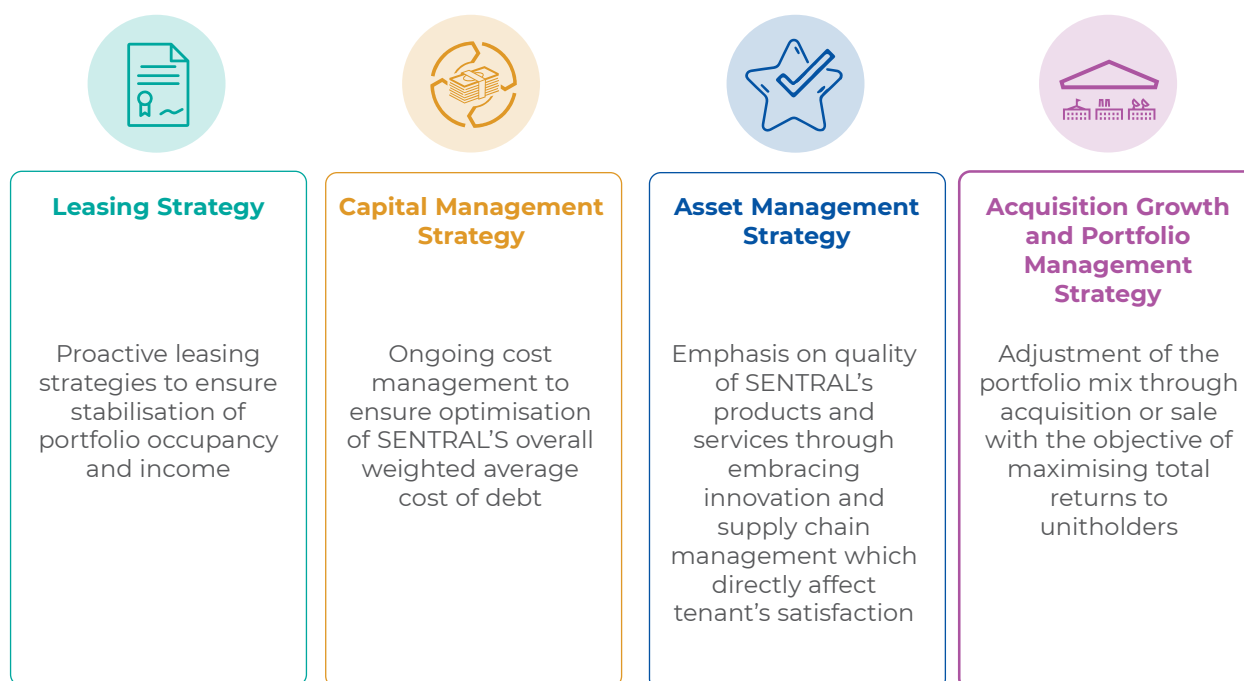 Leasing Strategy
Proactive leasing
strategies to ensure
stabilisation of
portfolio occupancy
and income
Capital Management
Strategy
Ongoing cost
management to
ensure optimisation
of SENTRAL'S overall
weighted average
cost of debt
Asset Management
Strategy
Emphasis on quality
of SENTRAL’s
products and
services through
embracing
innovation and
supply chain
management which
directly affect
tenant’s satisfaction
Acquisition Growth
and Portfolio
Management
Strategy
Adjustment of the
portfolio mix through
acquisition or sale
with the objective of
maximising total
returns to
unitholders